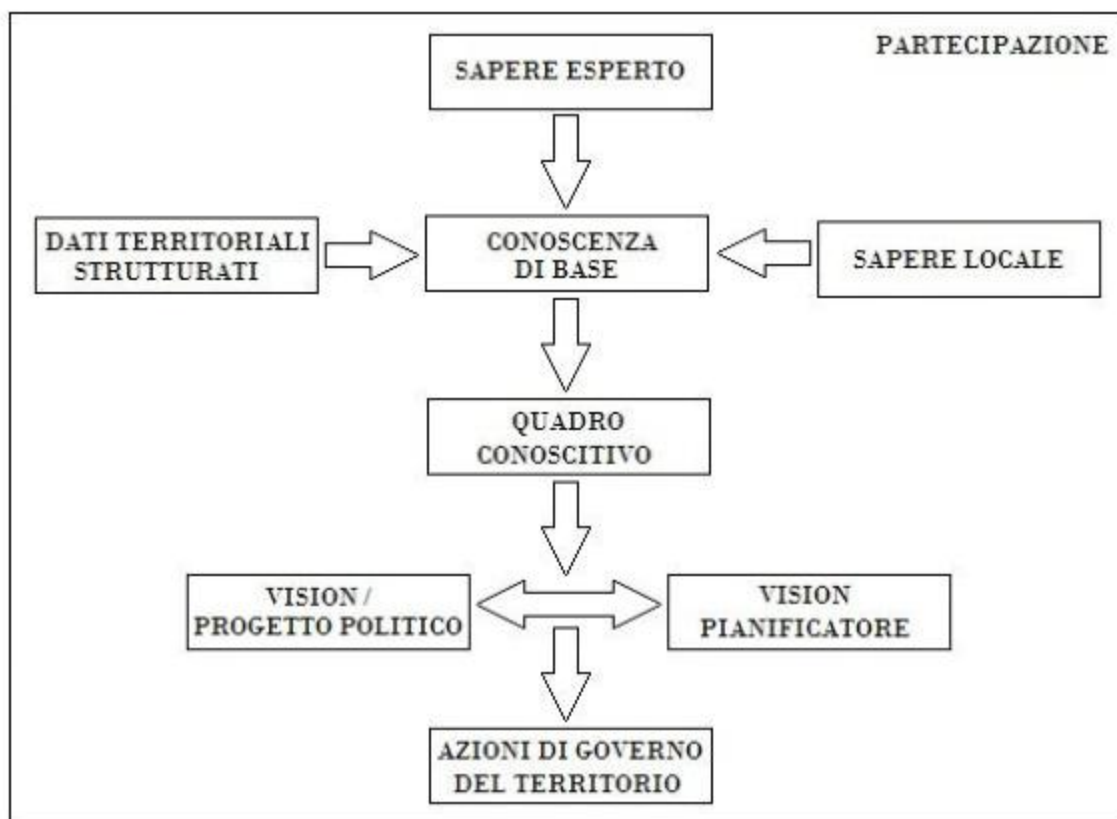 PARTECIPAZIONE
SAPERE ESPERTO
DATI TERRITORIALI
STRUTTURATI
CONOSCENZA
DI BASE
SAPERE LOCALE
QUADRO
CONOSCITIVO
VISION /
PROGETTO POLITICO
VISION
PIANIFICATORE
AZIONI DI GOVERNO
DEL TERRITORIO